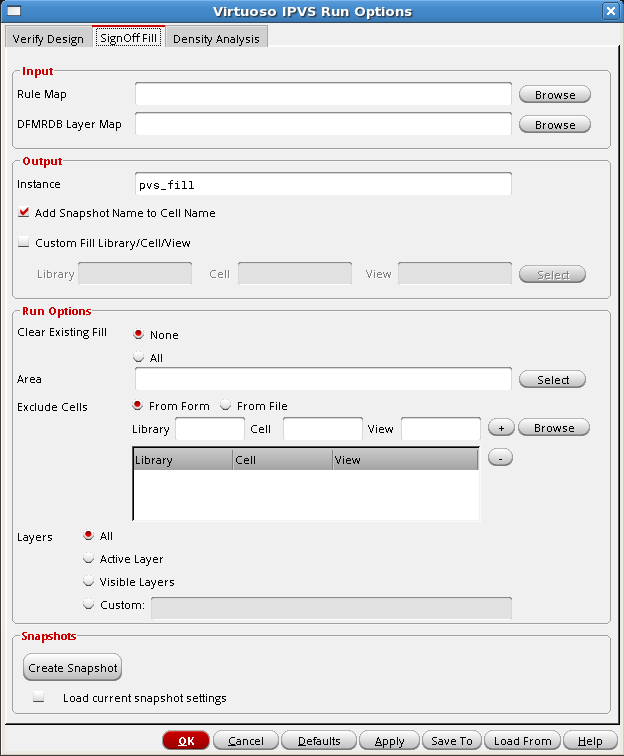 Virtuoso IPVS Run Options
Verify Design SignOff Fill Density Analysis
Input
Rule Map Browse
DFMRDB Layer Map Browse
Output
Instance pvs_fill
Add Snapshot Name to Cell Name
Custom Fill Library/Cell/View
Library Cell View Select
Run Options
Clear Existing Fill None
All
Area Select
Exclude Cells From Form From File
Library Cell View + Browse
Library Cell View -
Layers All
Active Layer
Visible Layers
Custom:
Snapshots
Create Snapshot
Load current snapshot settings
OK Cancel Defaults Apply Save To Load From Help